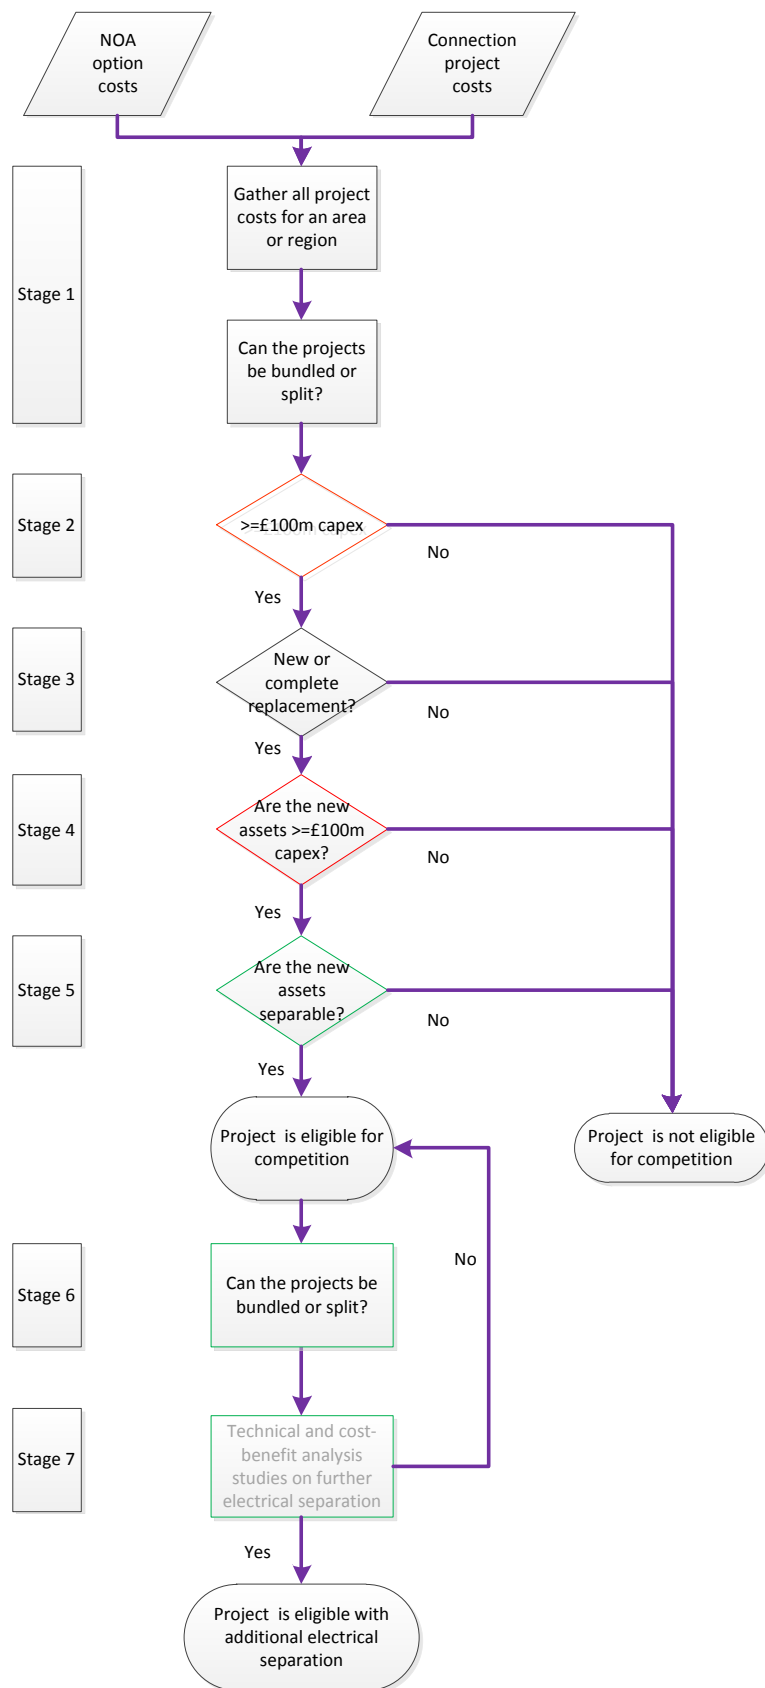 NOA
option
costs
Connection
project
costs
Stage 1
Gather all project
costs for an area
or region
Can the projects
be bundled or
split?
Stage 2
>=£100m capex
No
Yes
Stage 3
New or
complete
replacement?
No
Yes
Stage 4
Are the new
assets >=£100m
capex?
No
Yes
Stage 5
Are the new
assets
separable?
No
Yes
Project is eligible for
competition
Project is not eligible
for competition
Stage 6
Can the projects be
bundled or split?
No
Stage 7
Technical and cost-
benefit analysis
studies on further
electrical separation
Yes
Project is eligible with
additional electrical
separation